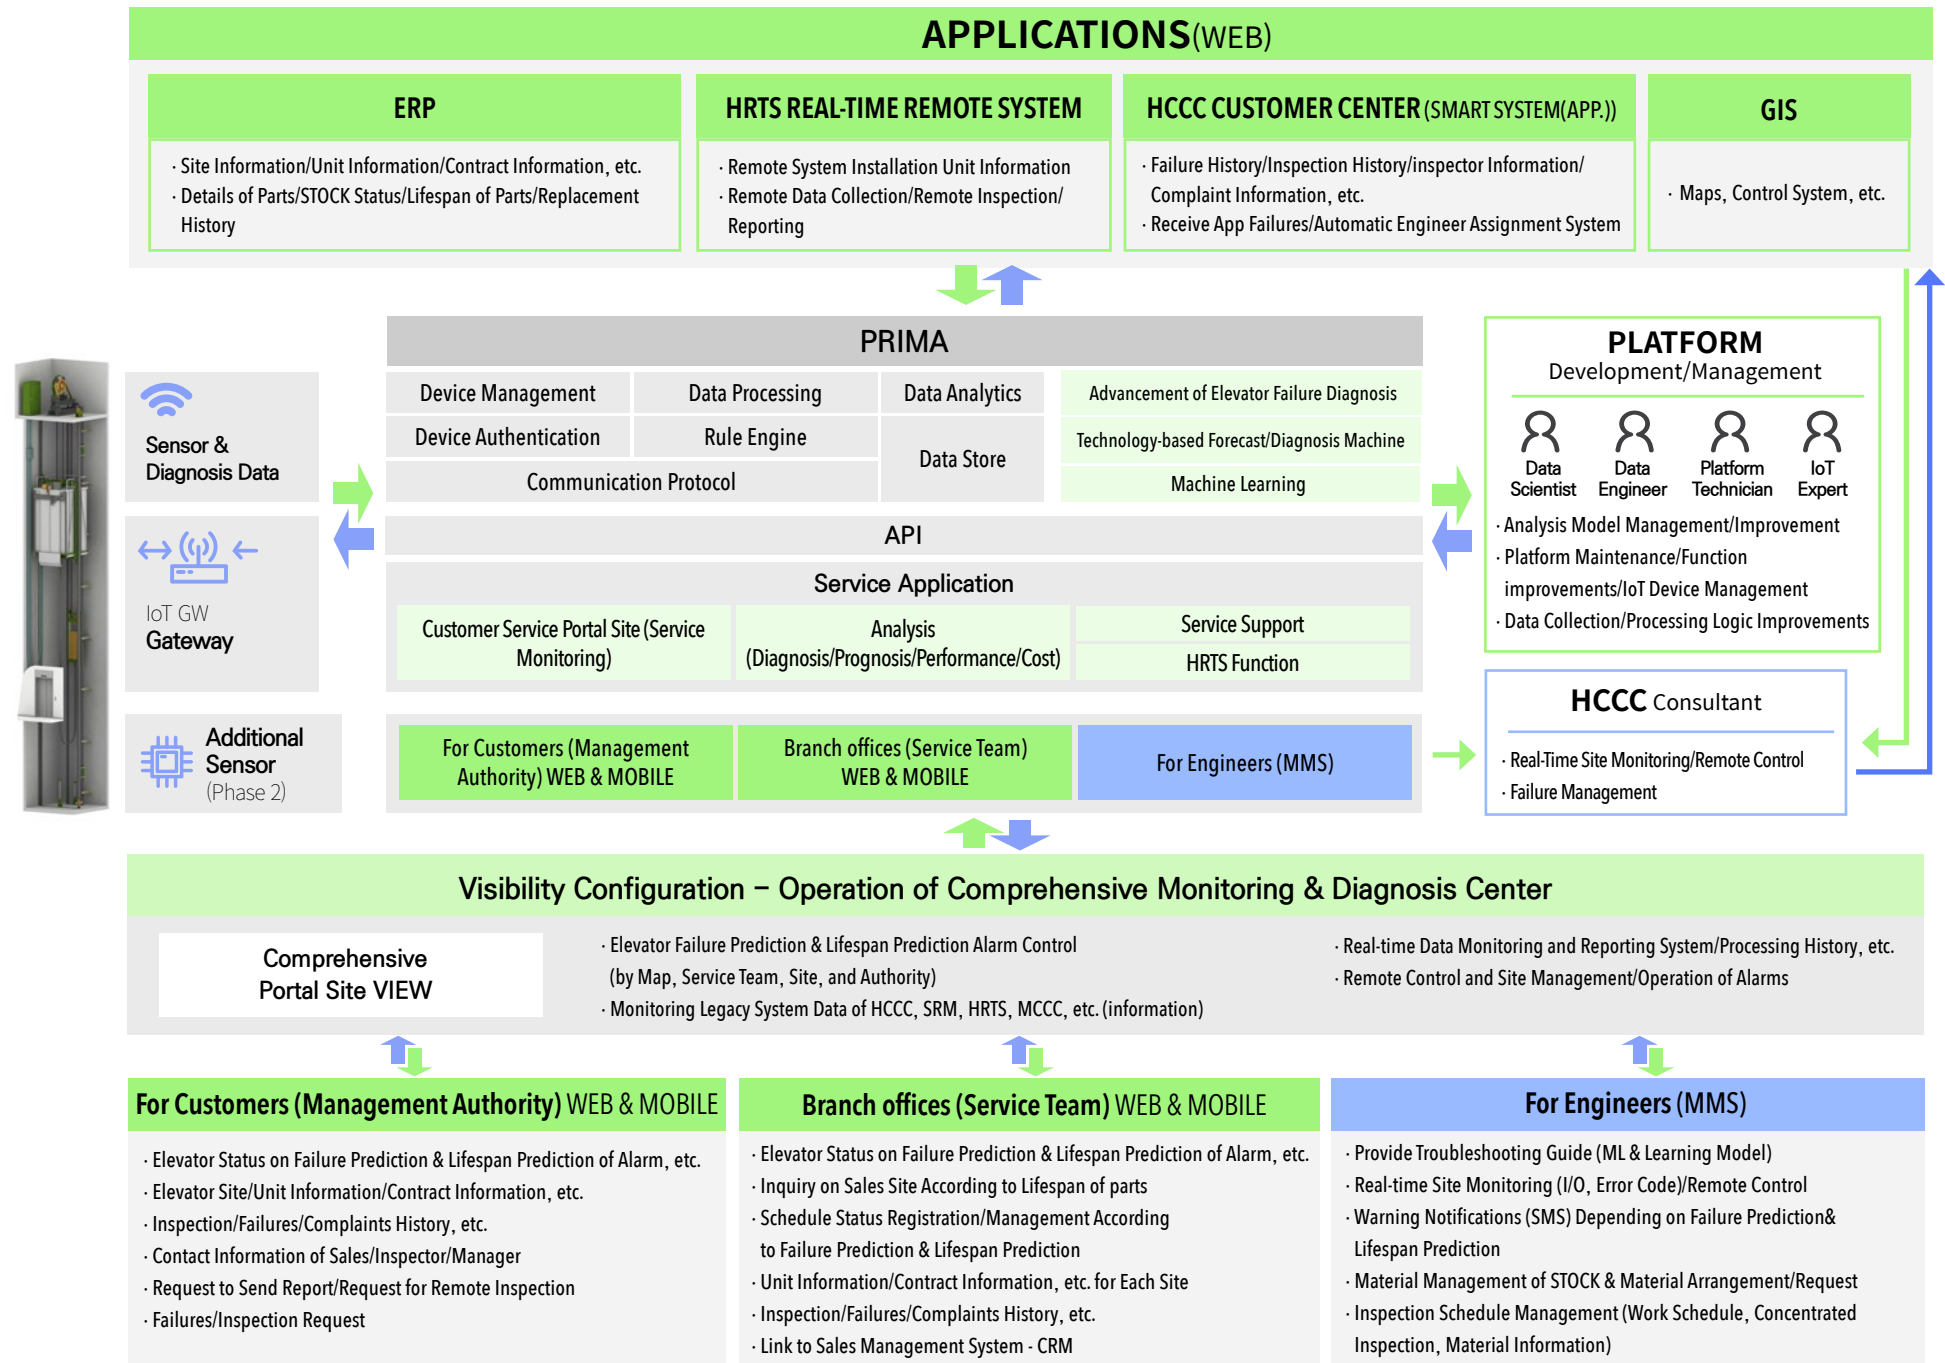 APPLICATIONS(WEB)
ERP
· Site Information/Unit Information/Contract Information, etc.
· Details of Parts/STOCK Status/Lifespan of Parts/Replacement
History
HRTS REAL-TIME REMOTE SYSTEM
· Remote System Installation Unit Information
· Remote Data Collection/Remote Inspection/
Reporting
HCCC CUSTOMER CENTER (SMART SYSTEM(APP.))
· Failure History/Inspection History/inspector Information/
Complaint Information, etc.
· Receive App Failures/Automatic Engineer Assignment System
GIS
· Maps, Control System, etc.
Sensor &
Diagnosis Data
IoT GW
Gateway
Additional
Sensor
(Phase 2)
PRIMA
Device Management
Data Processing
Data Analytics
Advancement of Elevator Failure Diagnosis
Device Authentication
Rule Engine
Data Store
Technology-based Forecast/Diagnosis Machine
Communication Protocol
Machine Learning
API
Service Application
Customer Service Portal Site (Service
Monitoring)
Analysis
(Diagnosis/Prognosis/Performance/Cost)
Service Support
HRTS Function
For Customers (Management
Authority) WEB & MOBILE
Branch offices (Service Team)
WEB & MOBILE
For Engineers (MMS)
PLATFORM
Development/Management
Data
Scientist
Data
Engineer
Platform
Technician
IoT
Expert
· Analysis Model Management/Improvement
· Platform Maintenance/Function
improvements/IoT Device Management
· Data Collection/Processing Logic Improvements
HCCC Consultant
· Real-Time Site Monitoring/Remote Control
· Failure Management
Visibility Configuration – Operation of Comprehensive Monitoring & Diagnosis Center
Comprehensive
Portal Site VIEW
· Elevator Failure Prediction & Lifespan Prediction Alarm Control
(by Map, Service Team, Site, and Authority)
· Monitoring Legacy System Data of HCCC, SRM, HRTS, MCCC, etc. (information)
· Real-time Data Monitoring and Reporting System/Processing History, etc.
· Remote Control and Site Management/Operation of Alarms
For Customers (Management Authority) WEB & MOBILE
· Elevator Status on Failure Prediction & Lifespan Prediction of Alarm, etc.
· Elevator Site/Unit Information/Contract Information, etc.
· Inspection/Failures/Complaints History, etc.
· Contact Information of Sales/Inspector/Manager
· Request to Send Report/Request for Remote Inspection
· Failures/Inspection Request
Branch offices (Service Team) WEB & MOBILE
· Elevator Status on Failure Prediction & Lifespan Prediction of Alarm, etc.
· Inquiry on Sales Site According to Lifespan of parts
· Schedule Status Registration/Management According
to Failure Prediction & Lifespan Prediction
· Unit Information/Contract Information, etc. for Each Site
· Inspection/Failures/Complaints History, etc.
· Link to Sales Management System - CRM
For Engineers (MMS)
· Provide Troubleshooting Guide (ML & Learning Model)
· Real-time Site Monitoring (I/O, Error Code)/Remote Control
· Warning Notifications (SMS) Depending on Failure Prediction&
Lifespan Prediction
· Material Management of STOCK & Material Arrangement/Request
· Inspection Schedule Management (Work Schedule, Concentrated
Inspection, Material Information)